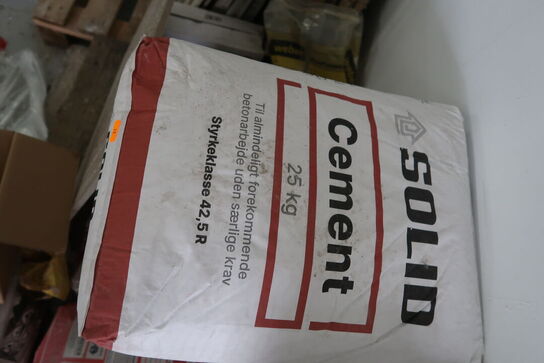 SOLID
Cement
25 kg
Til almindeligt forekommende
betonarbejde uden særlige krav
Styrkeklasse 42,5 R